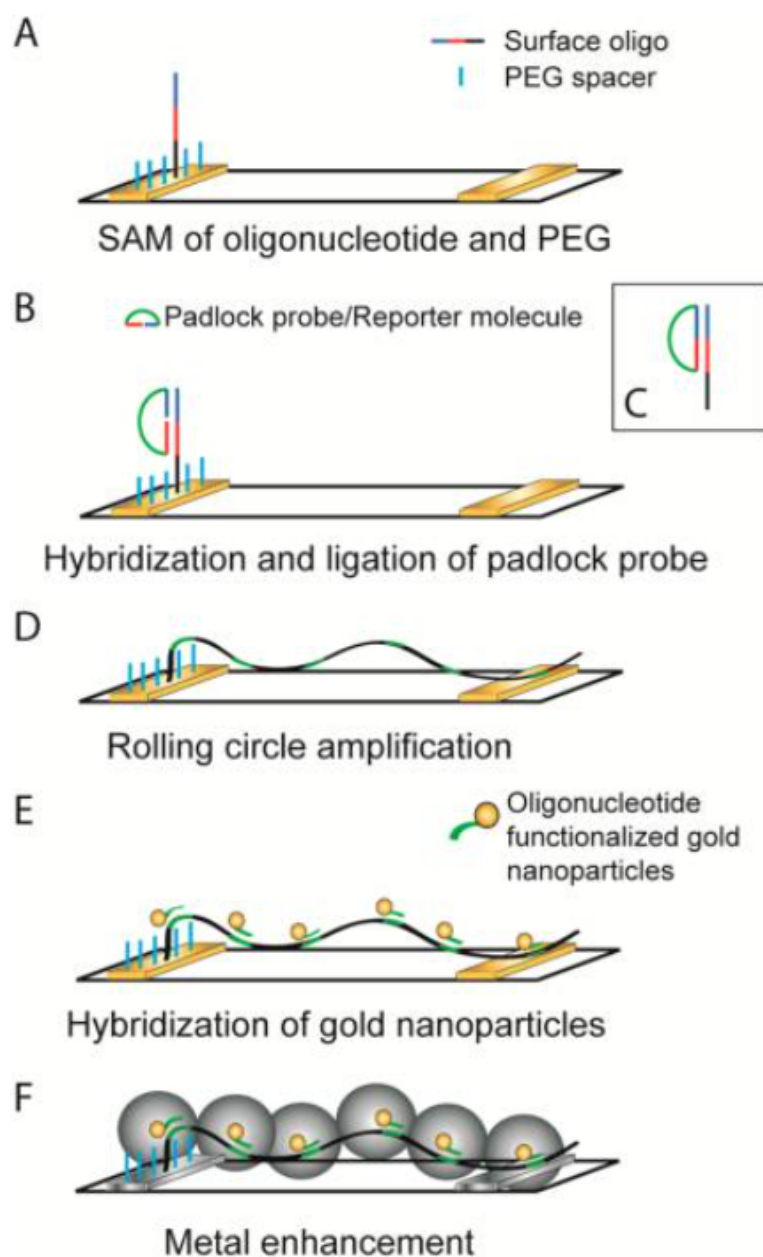 A
Surface oligo
PEG spacer
SAM of oligonucleotide and PEG
B
Padlock probe/Reporter molecule
C
Hybridization and ligation of padlock probe
D
Rolling circle amplification
E
Oligonucleotide
functionalized gold
nanoparticles
Hybridization of gold nanoparticles
F
Metal enhancement